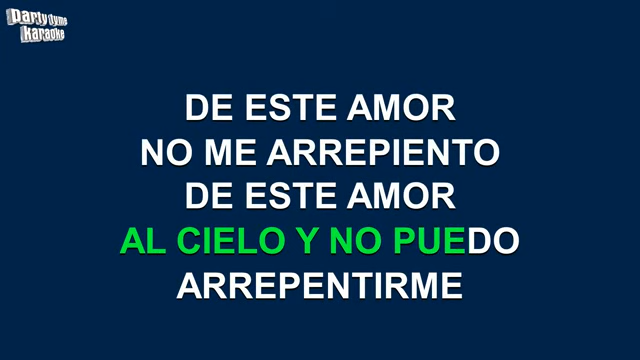 Party Tyme
karaoke
DE ESTE AMOR
NO ME ARREPIENTO
DE ESTE AMOR
AL CIELO Y NO PUEDO
ARREPENTIRME